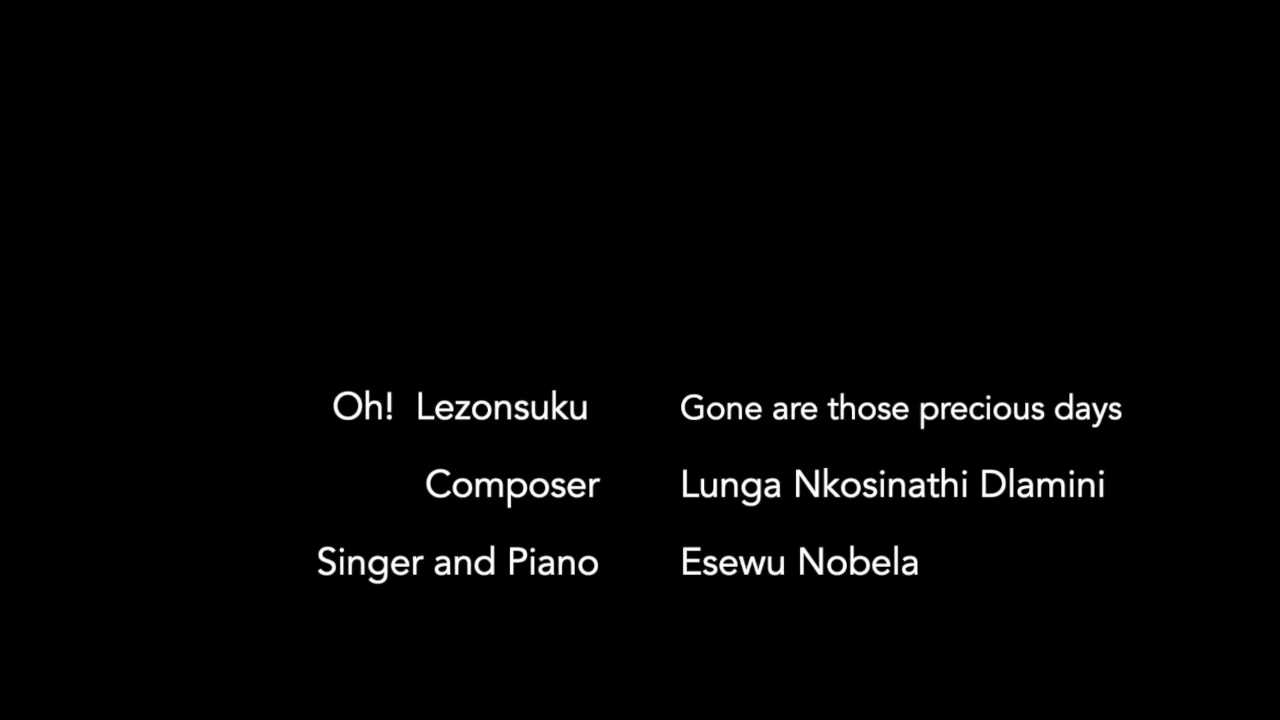 Oh!  Lezonsuku Gone are those precious days
Composer Lunga Nkosinathi Dlamini
Singer and Piano Esewu Nobela